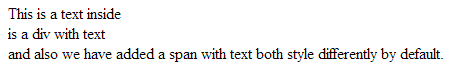 This is a text inside
is a div with text
and also we have added a span with text both style differently by default.